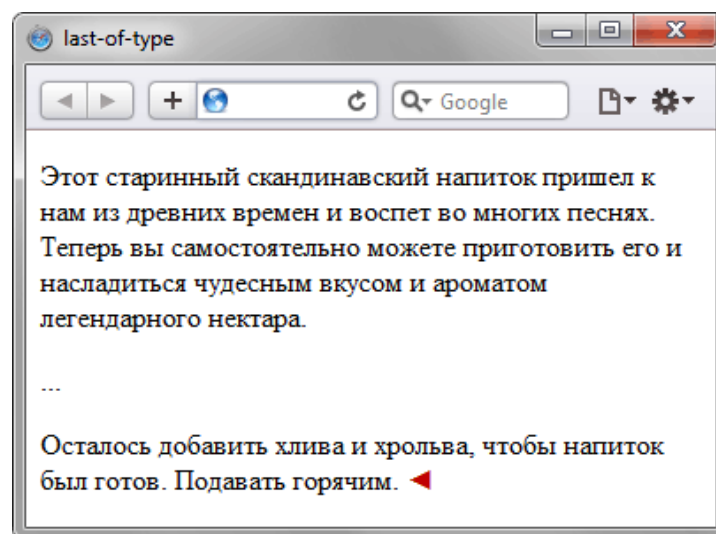 last-of-type
Google
Этот старинный скандинавский напиток пришел к
нам из древних времен и воспет во многих песнях.
Теперь вы самостоятельно можете приготовить его и
насладиться чудесным вкусом и ароматом
легендарного нектара.
...
Осталось добавить хлива и хрольва, чтобы напиток
был готов. Подавать горячим. ◄